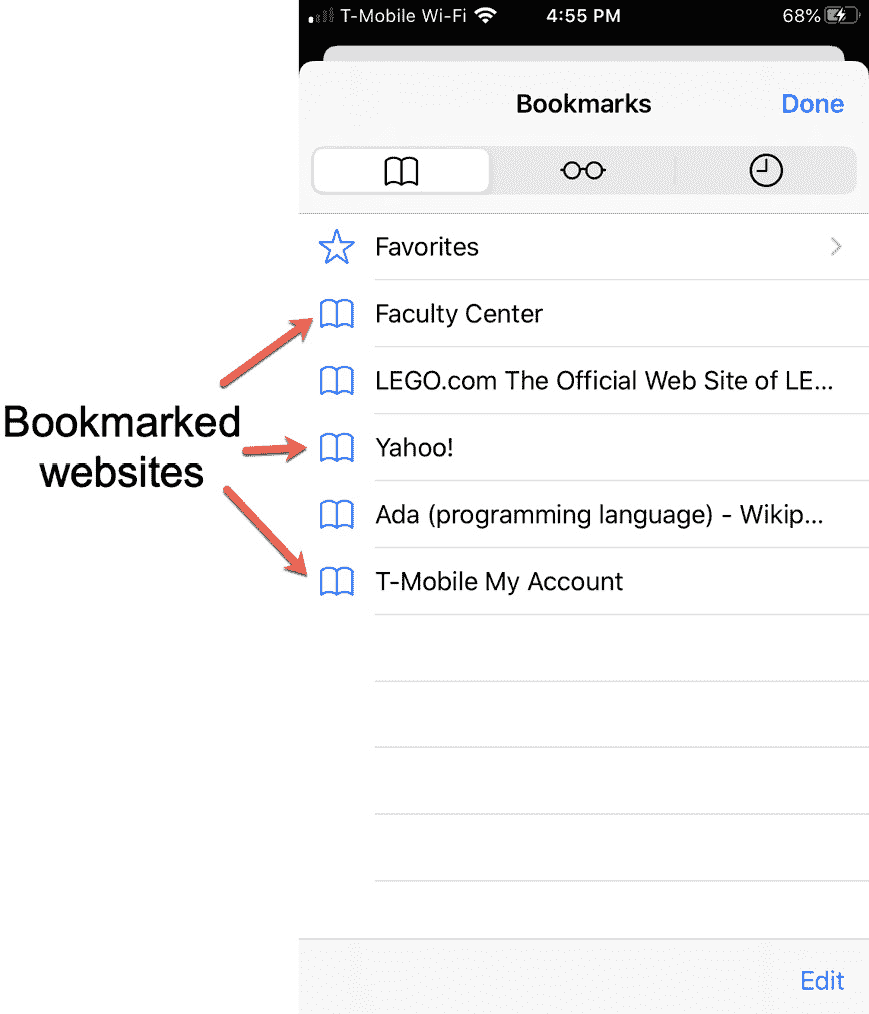 T-Mobile Wi-Fi 4:55 PM 68%
Bookmarks Done
Favorites
Faculty Center
LEGO.com The Official Web Site of LE...
Yahoo!
Ada (programming language) - Wikip...
T-Mobile My Account
Edit
Bookmarked
websites